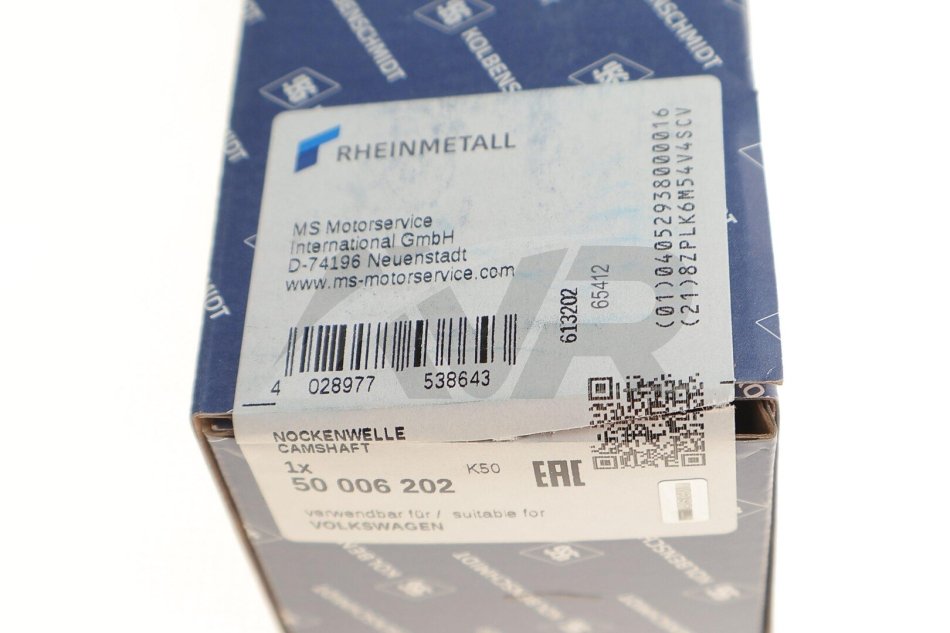 KOLBENSCHMIDT
RHEINMETALL
MS Motorservice
International GmbH
D-74196 Neuenstadt
www.ms-motorservice.com
(01)04052938000016
(21)8ZPLK6M54V4SCV
613202
65412
4 028977 538643
NOCKENWELLE
CAMSHAFT
1x
K50
50 006 202
EAC
verwendbar für / suitable for
VOLKSWAGEN
KOLBENSCHMIDT